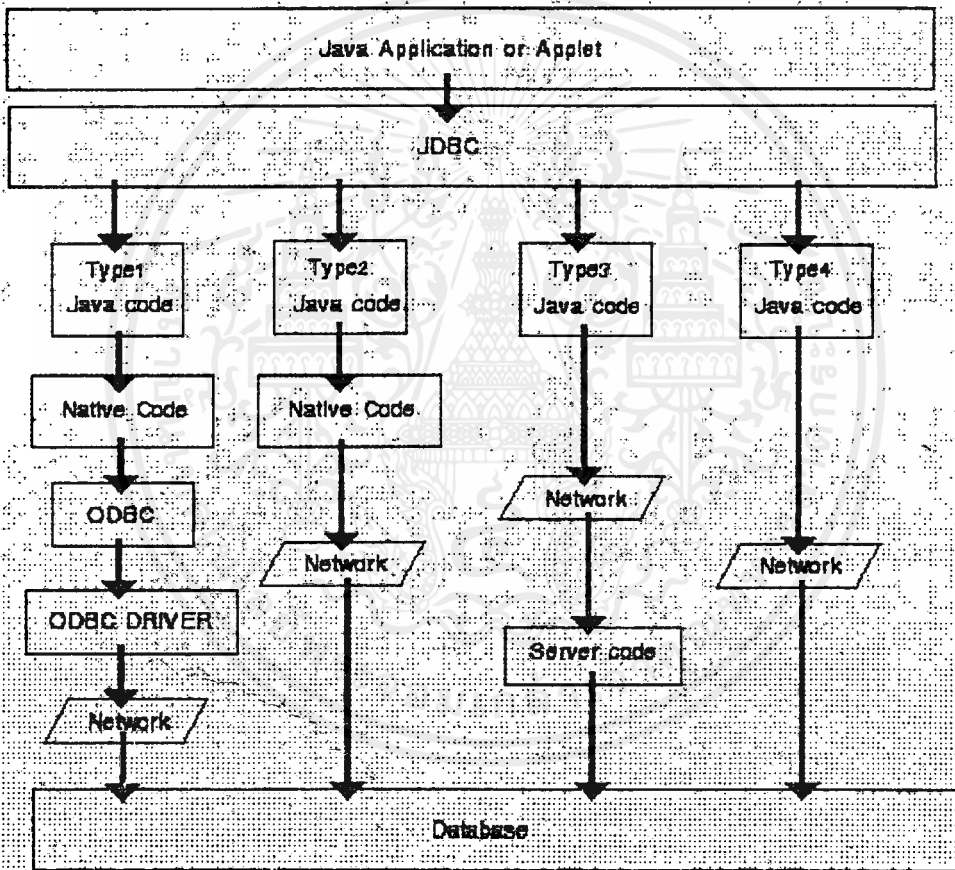 Java Application or Applet
JDBC
Type1
Java code
Type2
Java code
Type3
Java code
Type4
Java code
Native Code
Native Code
ODBC
Network
Network
Network
ODBC DRIVER
Server code
Network
Database